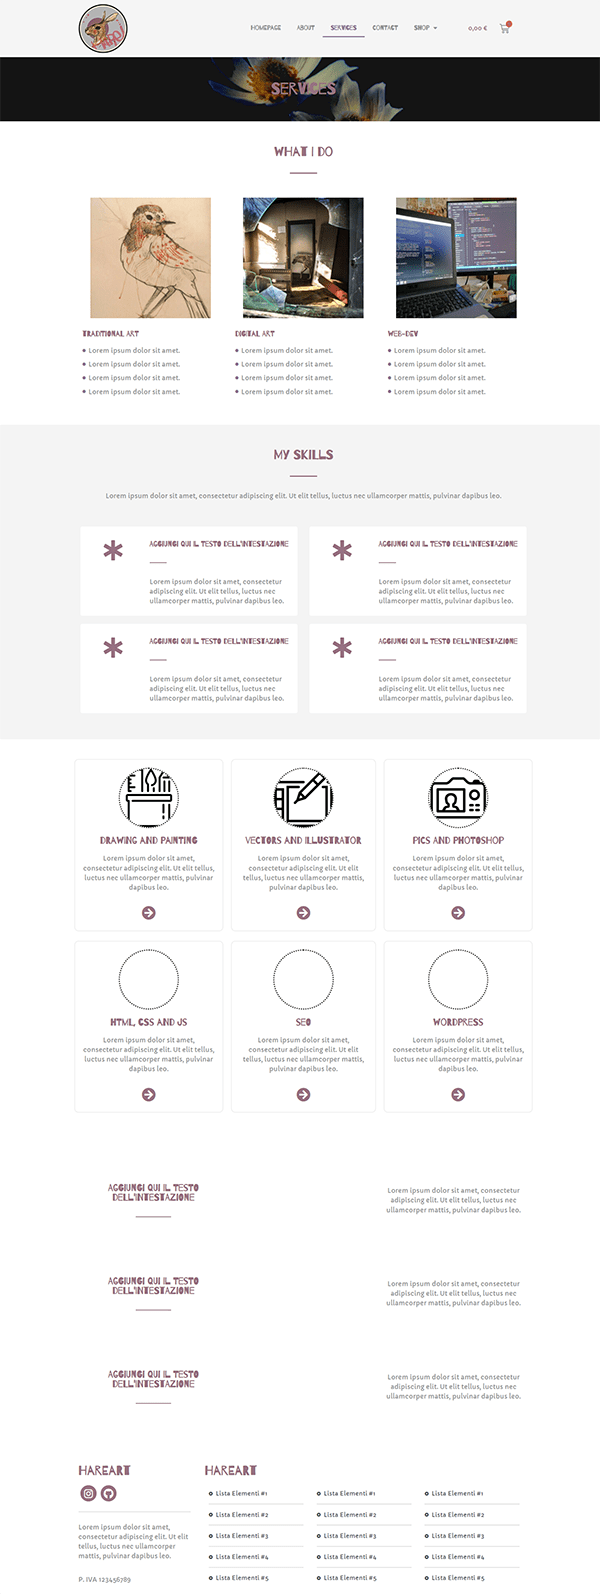 HOMEPAGE ABOUT SERVICES CONTACT SHOP 0,00 € 0
SERVICES
WHAT I DO
TRADITIONAL ART
Lorem ipsum dolor sit amet.
Lorem ipsum dolor sit amet.
Lorem ipsum dolor sit amet.
Lorem ipsum dolor sit amet.
DIGITAL ART
Lorem ipsum dolor sit amet.
Lorem ipsum dolor sit amet.
Lorem ipsum dolor sit amet.
Lorem ipsum dolor sit amet.
WEB-DEV
Lorem ipsum dolor sit amet.
Lorem ipsum dolor sit amet.
Lorem ipsum dolor sit amet.
Lorem ipsum dolor sit amet.
MY SKILLS
Lorem ipsum dolor sit amet, consectetur adipiscing elit. Ut elit tellus, luctus nec ullamcorper mattis, pulvinar dapibus leo.
AGGIUNGI QUI IL TESTO DELL'INTESTAZIONE
Lorem ipsum dolor sit amet, consectetur
adipiscing elit. Ut elit tellus, luctus nec
ullamcorper mattis, pulvinar dapibus leo.
AGGIUNGI QUI IL TESTO DELL'INTESTAZIONE
Lorem ipsum dolor sit amet, consectetur
adipiscing elit. Ut elit tellus, luctus nec
ullamcorper mattis, pulvinar dapibus leo.
AGGIUNGI QUI IL TESTO DELL'INTESTAZIONE
Lorem ipsum dolor sit amet, consectetur
adipiscing elit. Ut elit tellus, luctus nec
ullamcorper mattis, pulvinar dapibus leo.
AGGIUNGI QUI IL TESTO DELL'INTESTAZIONE
Lorem ipsum dolor sit amet, consectetur
adipiscing elit. Ut elit tellus, luctus nec
ullamcorper mattis, pulvinar dapibus leo.
DRAWING AND PAINTING
Lorem ipsum dolor sit amet,
consectetur adipiscing elit. Ut elit tellus,
luctus nec ullamcorper mattis, pulvinar
dapibus leo.
VECTORS AND ILLUSTRATOR
Lorem ipsum dolor sit amet,
consectetur adipiscing elit. Ut elit
tellus, luctus nec ullamcorper mattis,
pulvinar dapibus leo.
PICS AND PHOTOSHOP
Lorem ipsum dolor sit amet,
consectetur adipiscing elit. Ut elit tellus,
luctus nec ullamcorper mattis, pulvinar
dapibus leo.
HTML, CSS AND JS
Lorem ipsum dolor sit amet,
consectetur adipiscing elit. Ut elit tellus,
luctus nec ullamcorper mattis, pulvinar
dapibus leo.
SEO
Lorem ipsum dolor sit amet,
consectetur adipiscing elit. Ut elit
tellus, luctus nec ullamcorper mattis,
pulvinar dapibus leo.
WORDPRESS
Lorem ipsum dolor sit amet,
consectetur adipiscing elit. Ut elit tellus,
luctus nec ullamcorper mattis, pulvinar
dapibus leo.
AGGIUNGI QUI IL TESTO
DELL'INTESTAZIONE
Lorem ipsum dolor sit amet, consectetur
adipiscing elit. Ut elit tellus, luctus nec
ullamcorper mattis, pulvinar dapibus leo.
AGGIUNGI QUI IL TESTO
DELL'INTESTAZIONE
Lorem ipsum dolor sit amet, consectetur
adipiscing elit. Ut elit tellus, luctus nec
ullamcorper mattis, pulvinar dapibus leo.
AGGIUNGI QUI IL TESTO
DELL'INTESTAZIONE
Lorem ipsum dolor sit amet, consectetur
adipiscing elit. Ut elit tellus, luctus nec
ullamcorper mattis, pulvinar dapibus leo.
HAREART
Lorem ipsum dolor sit amet,
consectetur adipiscing elit. Ut elit
tellus, luctus nec ullamcorper
mattis, pulvinar dapibus leo.
P. IVA 123456789
HAREART
Lista Elementi #1
Lista Elementi #2
Lista Elementi #3
Lista Elementi #4
Lista Elementi #5
Lista Elementi #1
Lista Elementi #2
Lista Elementi #3
Lista Elementi #4
Lista Elementi #5
Lista Elementi #1
Lista Elementi #2
Lista Elementi #3
Lista Elementi #4
Lista Elementi #5